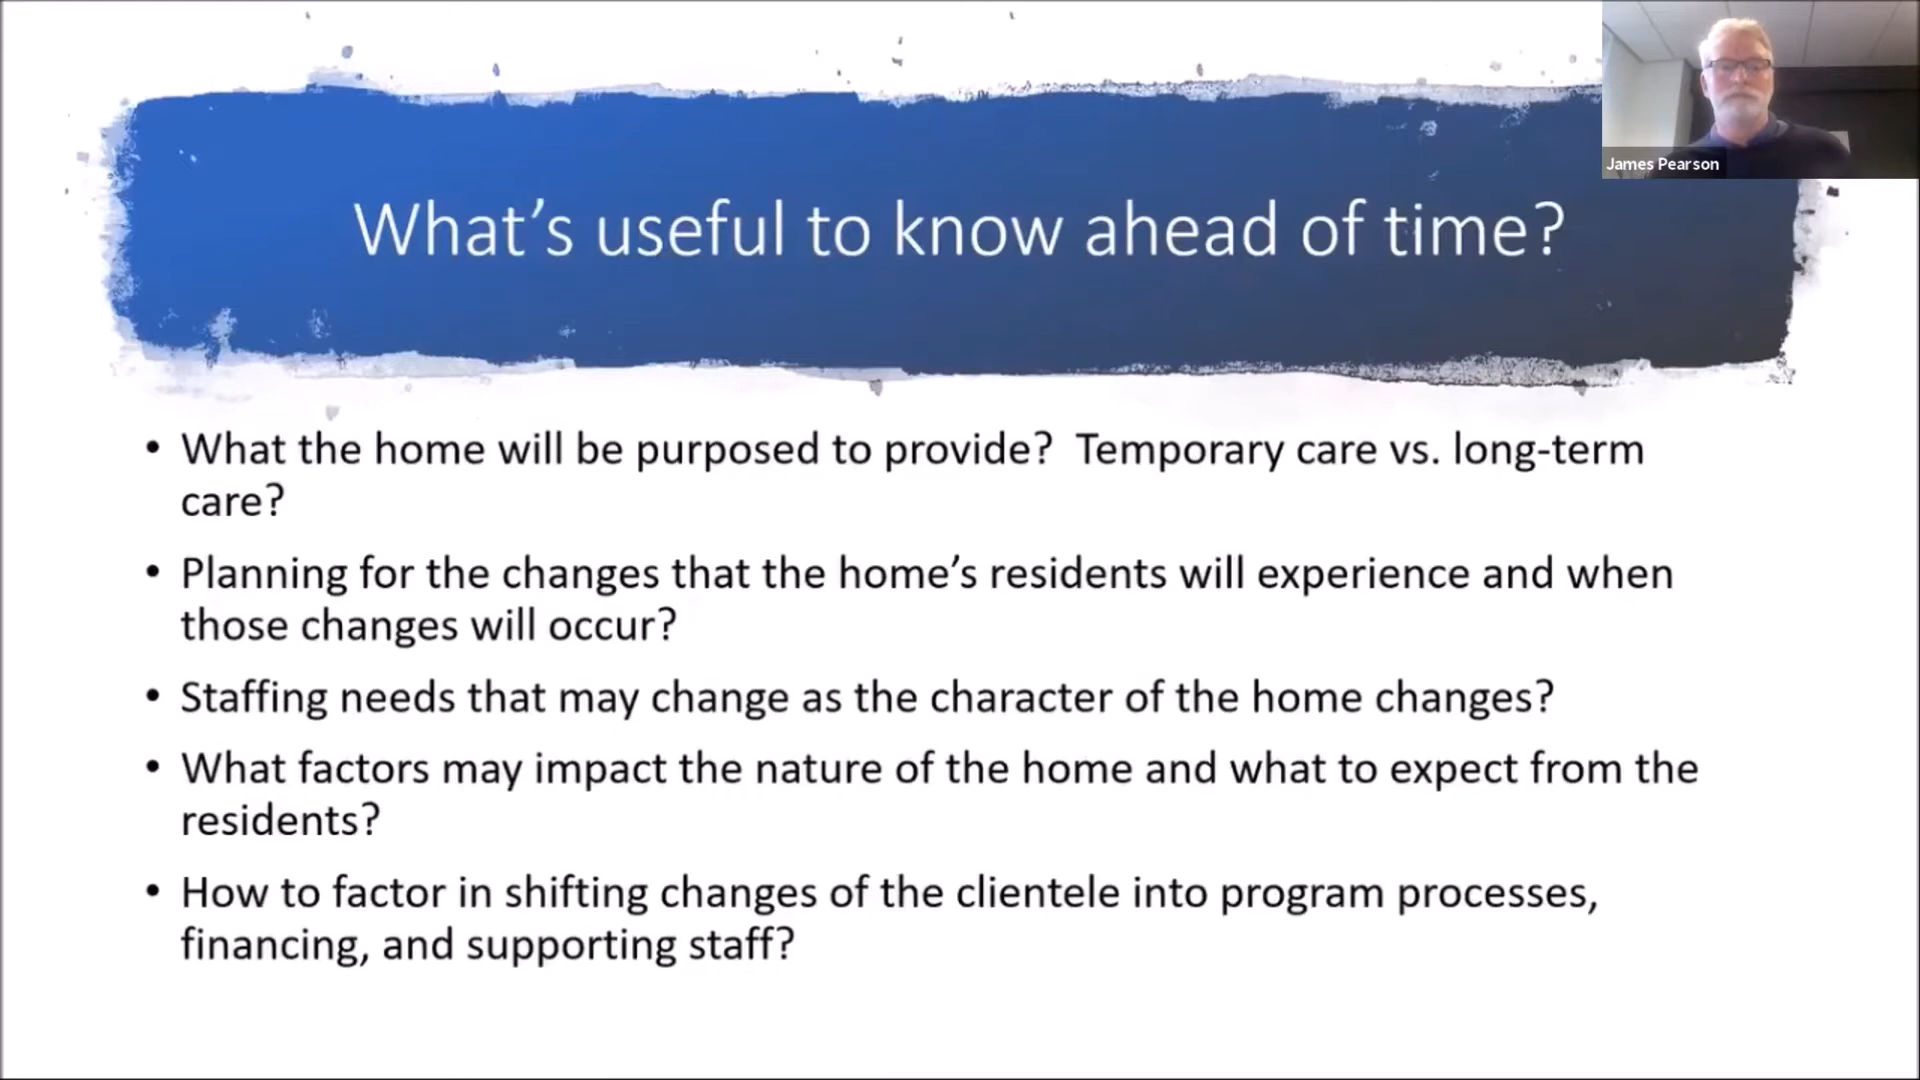 James Pearson
What’s useful to know ahead of time?
• What the home will be purposed to provide?  Temporary care vs. long-term
care?
• Planning for the changes that the home’s residents will experience and when
those changes will occur?
• Staffing needs that may change as the character of the home changes?
• What factors may impact the nature of the home and what to expect from the
residents?
• How to factor in shifting changes of the clientele into program processes,
financing, and supporting staff?